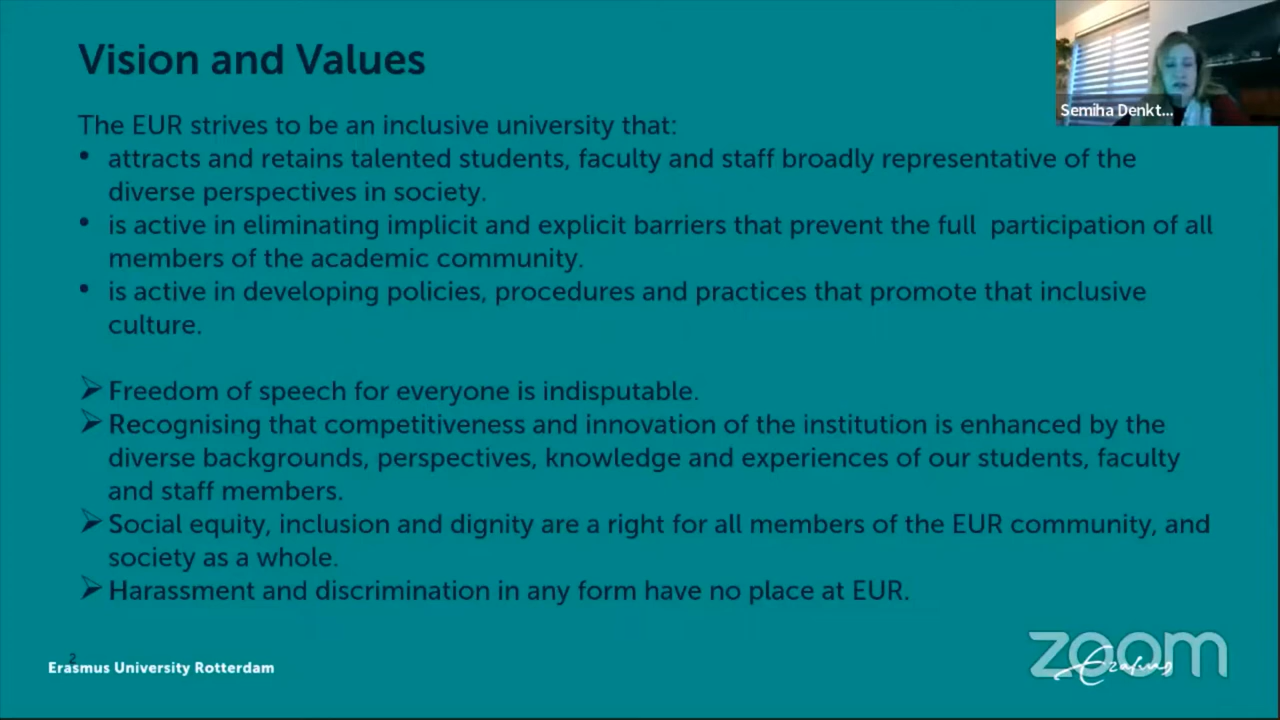 Vision and Values
Semiha Denkt...
The EUR strives to be an inclusive university that:
• attracts and retains talented students, faculty and staff broadly representative of the
diverse perspectives in society.
• is active in eliminating implicit and explicit barriers that prevent the full participation of all
members of the academic community.
• is active in developing policies, procedures and practices that promote that inclusive
culture.
➢ Freedom of speech for everyone is indisputable.
➢ Recognising that competitiveness and innovation of the institution is enhanced by the
diverse backgrounds, perspectives, knowledge and experiences of our students, faculty
and staff members.
➢ Social equity, inclusion and dignity are a right for all members of the EUR community, and
society as a whole.
➢ Harassment and discrimination in any form have no place at EUR.
2
Erasmus University Rotterdam
zoom
Erasmus